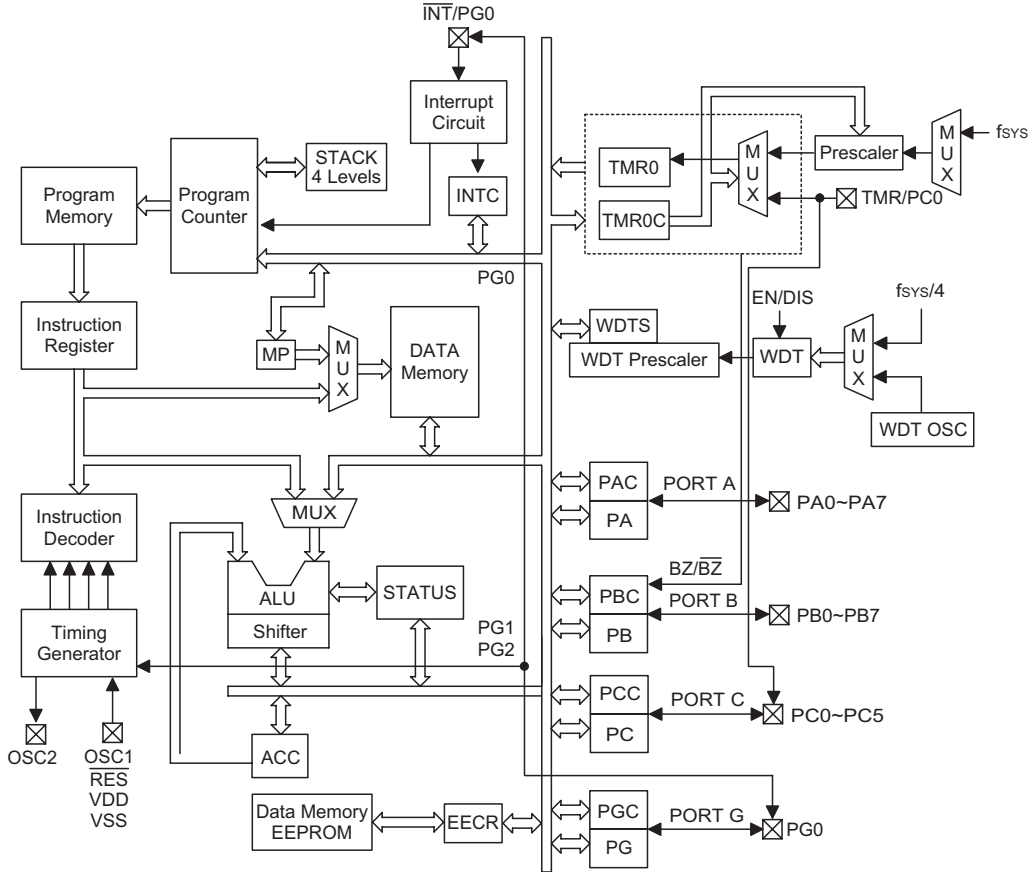 INT/PG0
Interrupt
Circuit
STACK
4 Levels
INTC
Program
Memory
Program
Counter
PG0
Instruction
Register
MP
M
U
X
DATA
Memory
TMR0
TMR0C
M
U
X
Prescaler
M
U
X
fSYS
TMR/PC0
EN/DIS
fSYS/4
WDTS
WDT Prescaler
WDT
M
U
X
WDT OSC
MUX
Instruction
Decoder
ALU
Shifter
STATUS
Timing
Generator
PG1
PG2
OSC2
OSC1
RES
VDD
VSS
ACC
Data Memory
EEPROM
EECR
PAC
PA
PORT A
PA0~PA7
BZ/BZ
PBC
PB
PORT B
PB0~PB7
PCC
PC
PORT C
PC0~PC5
PGC
PG
PORT G
PG0